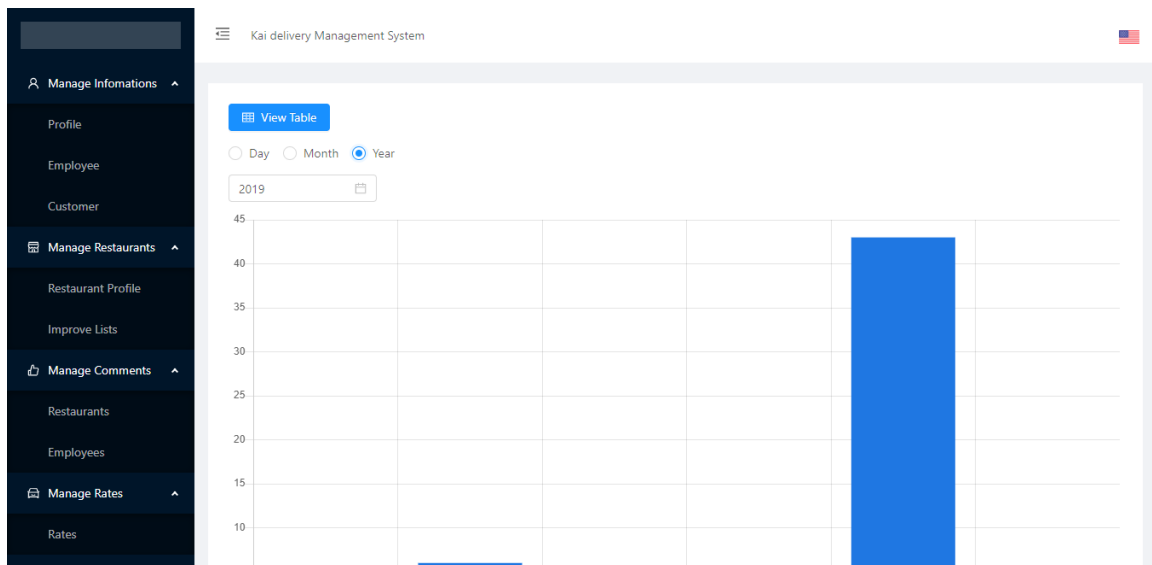 Kai delivery Management System
Manage Infomations
Profile
Employee
Customer
Manage Restaurants
Restaurant Profile
Improve Lists
Manage Comments
Restaurants
Employees
Manage Rates
Rates
View Table
Day Month Year
2019
45
40
35
30
25
20
15
10